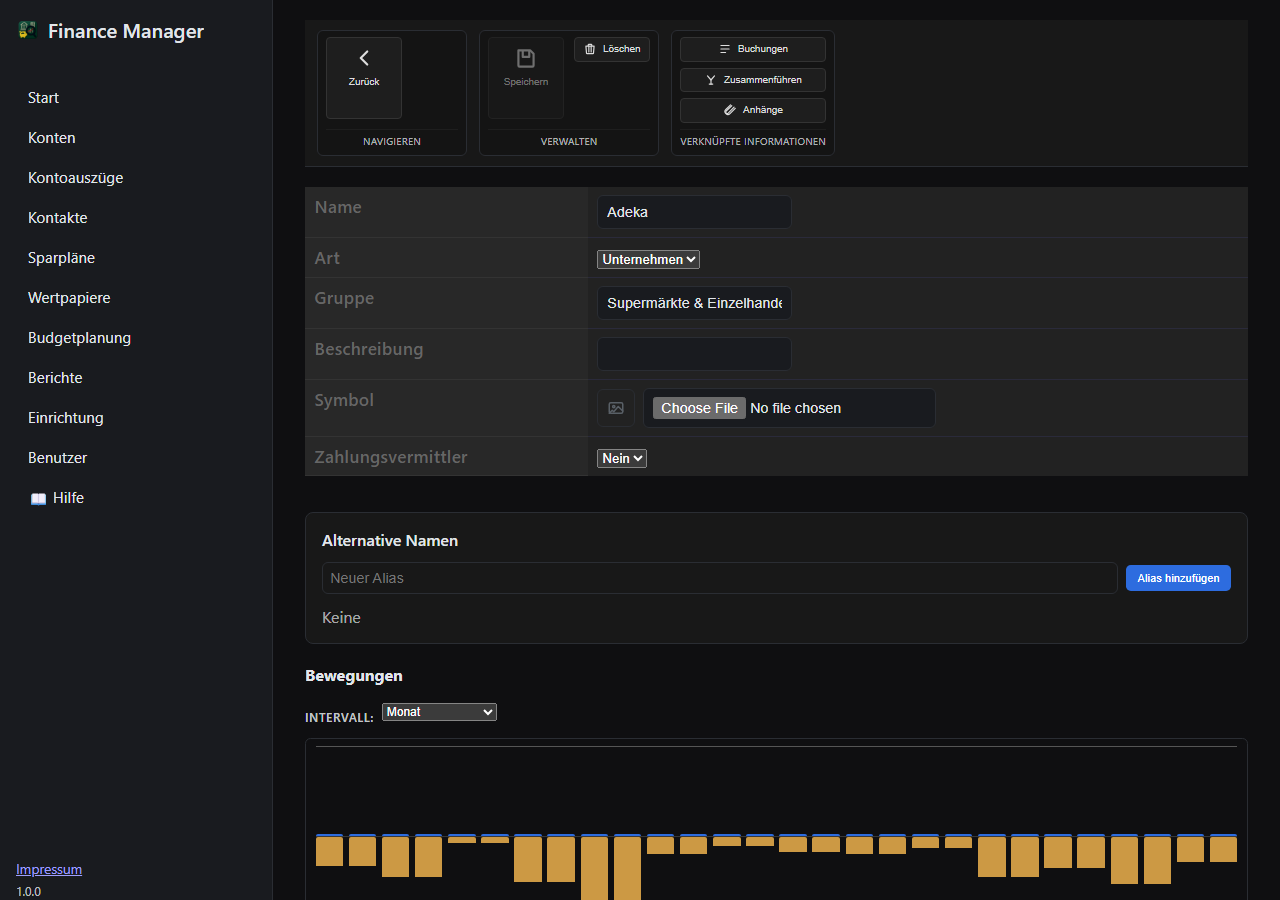 Finance Manager
Start
Konten
Kontoauszüge
Kontakte
Sparpläne
Wertpapiere
Budgetplanung
Berichte
Einrichtung
Benutzer
Hilfe
Impressum
1.0.0
Zurück
NAVIGIEREN
Speichern
Löschen
VERWALTEN
Buchungen
Zusammenführen
Anhänge
VERKNÜPFTE INFORMATIONEN
Name
Adeka
Art
Unternehmen
Gruppe
Supermärkte & Einzelhande
Beschreibung
Symbol
Choose File No file chosen
Zahlungsvermittler
Nein
Alternative Namen
Neuer Alias
Alias hinzufügen
Keine
Bewegungen
INTERVALL: Monat